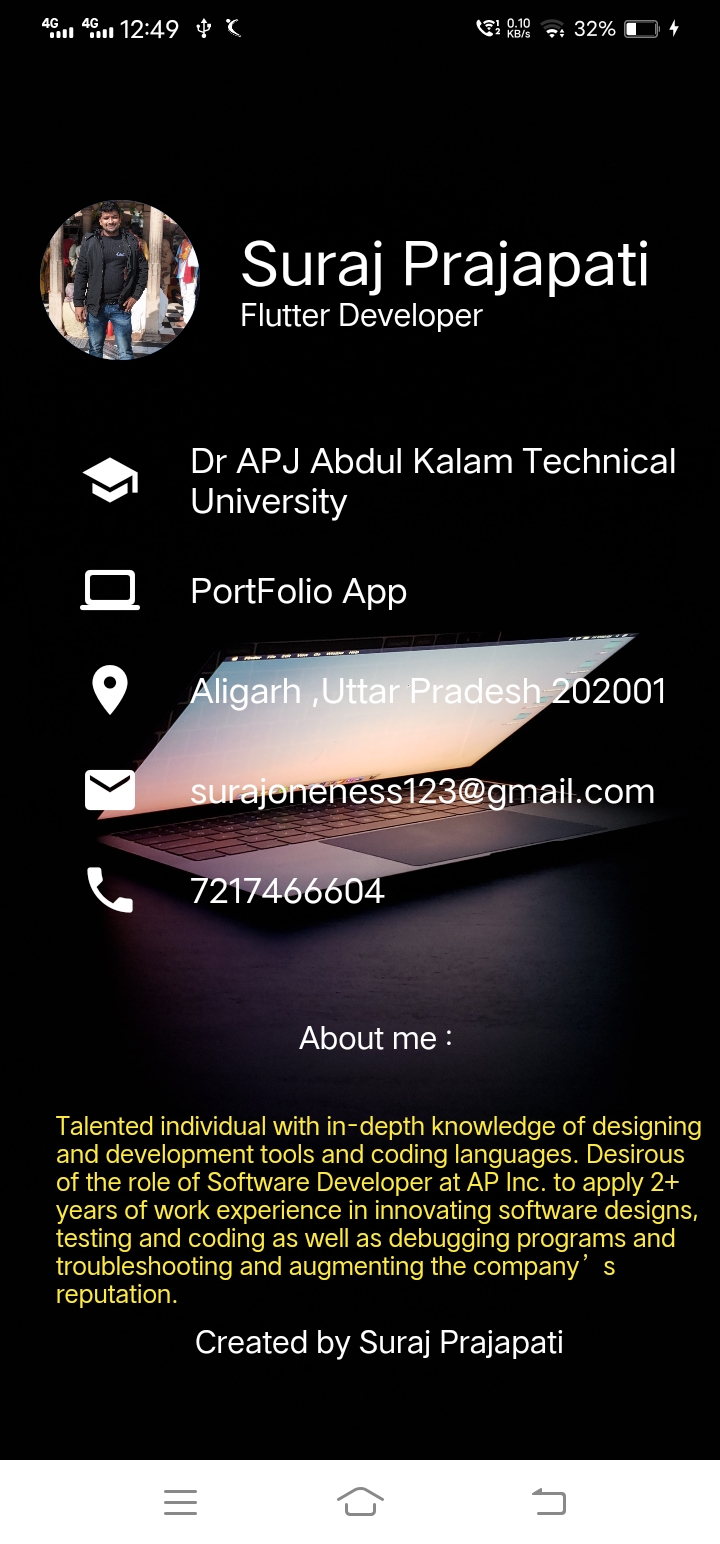 4G 4G 12:49 1 2 0.10 KB/s 32%
Suraj Prajapati
Flutter Developer
Dr APJ Abdul Kalam Technical
University
PortFolio App
Aligarh ,Uttar Pradesh 202001
surajoneness123@gmail.com
7217466604
About me :
Talented individual with in-depth knowledge of designing
and development tools and coding languages. Desirous
of the role of Software Developer at AP Inc. to apply 2+
years of work experience in innovating software designs,
testing and coding as well as debugging programs and
troubleshooting and augmenting the company’s
reputation.
Created by Suraj Prajapati